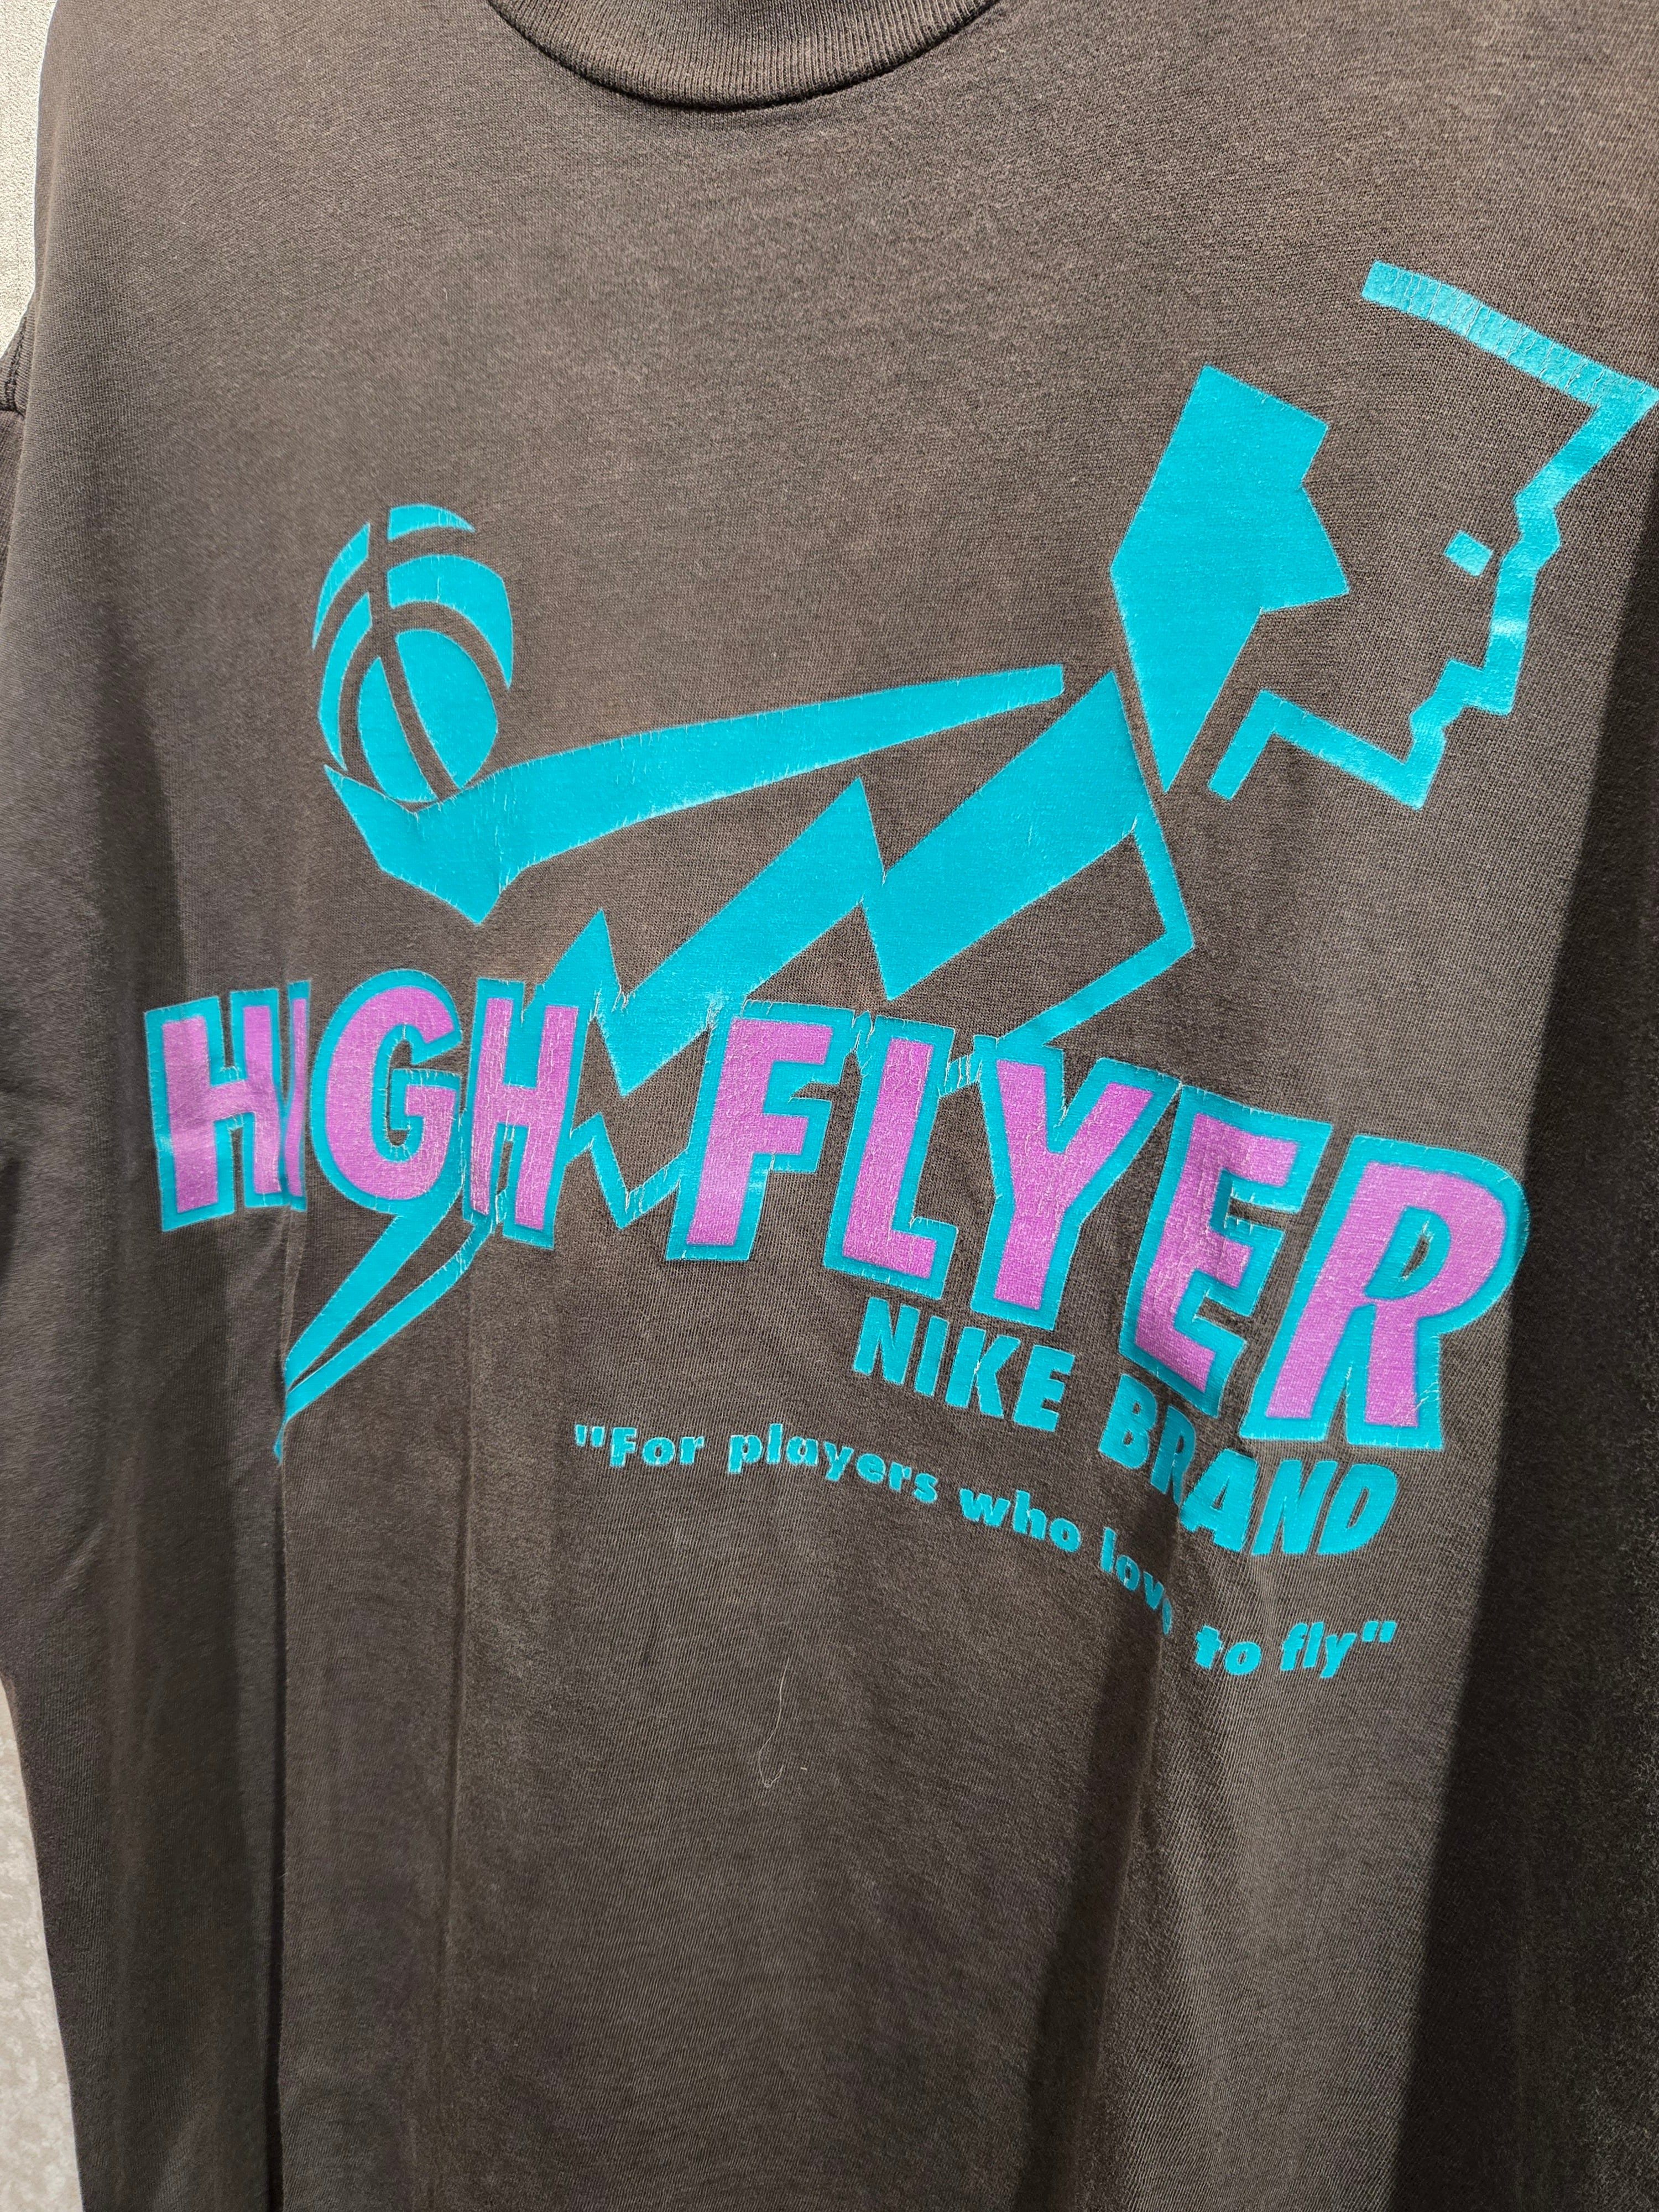 HIGH FLYER
NIKE BRAND
"For players who love to fly"